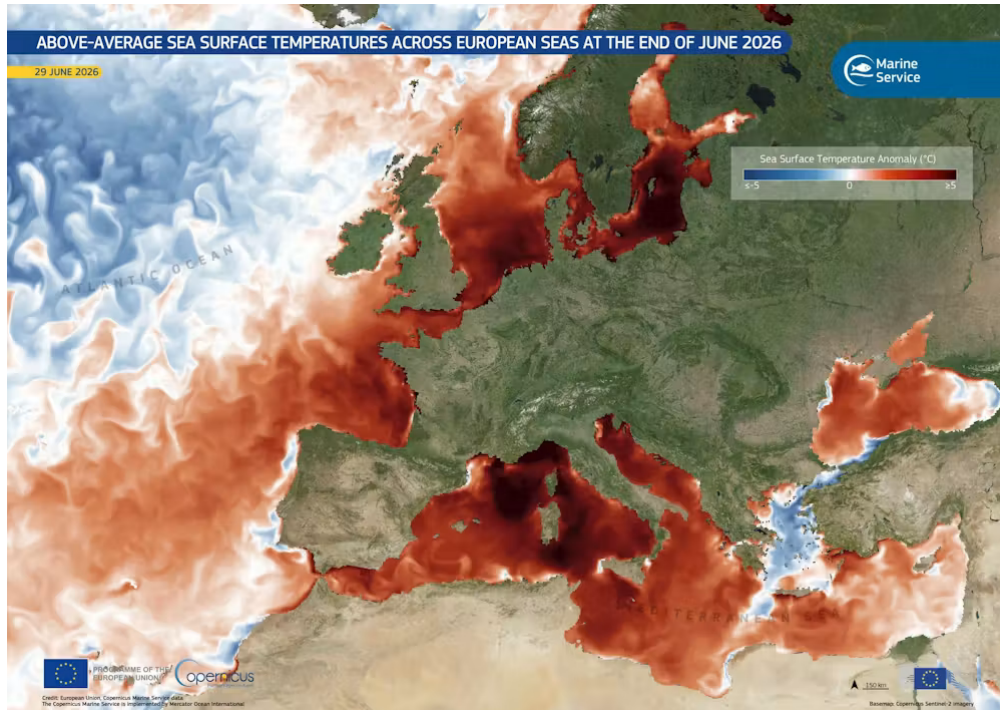 ABOVE-AVERAGE SEA SURFACE TEMPERATURES ACROSS EUROPEAN SEAS AT THE END OF JUNE 2026
29 JUNE 2026
Marine
Service
Sea Surface Temperature Anomaly (°C)
≤-5 0 ≥5
ATLANTIC OCEAN
MEDITERRANEAN SEA
PROGRAMME OF THE
EUROPEAN UNION
Copernicus
250 km
Credit: European Union, Copernicus Marine Service data
The Copernicus Marine Service is implemented by Mercator Ocean International
Basemap: Copernicus Sentinel-2 imagery